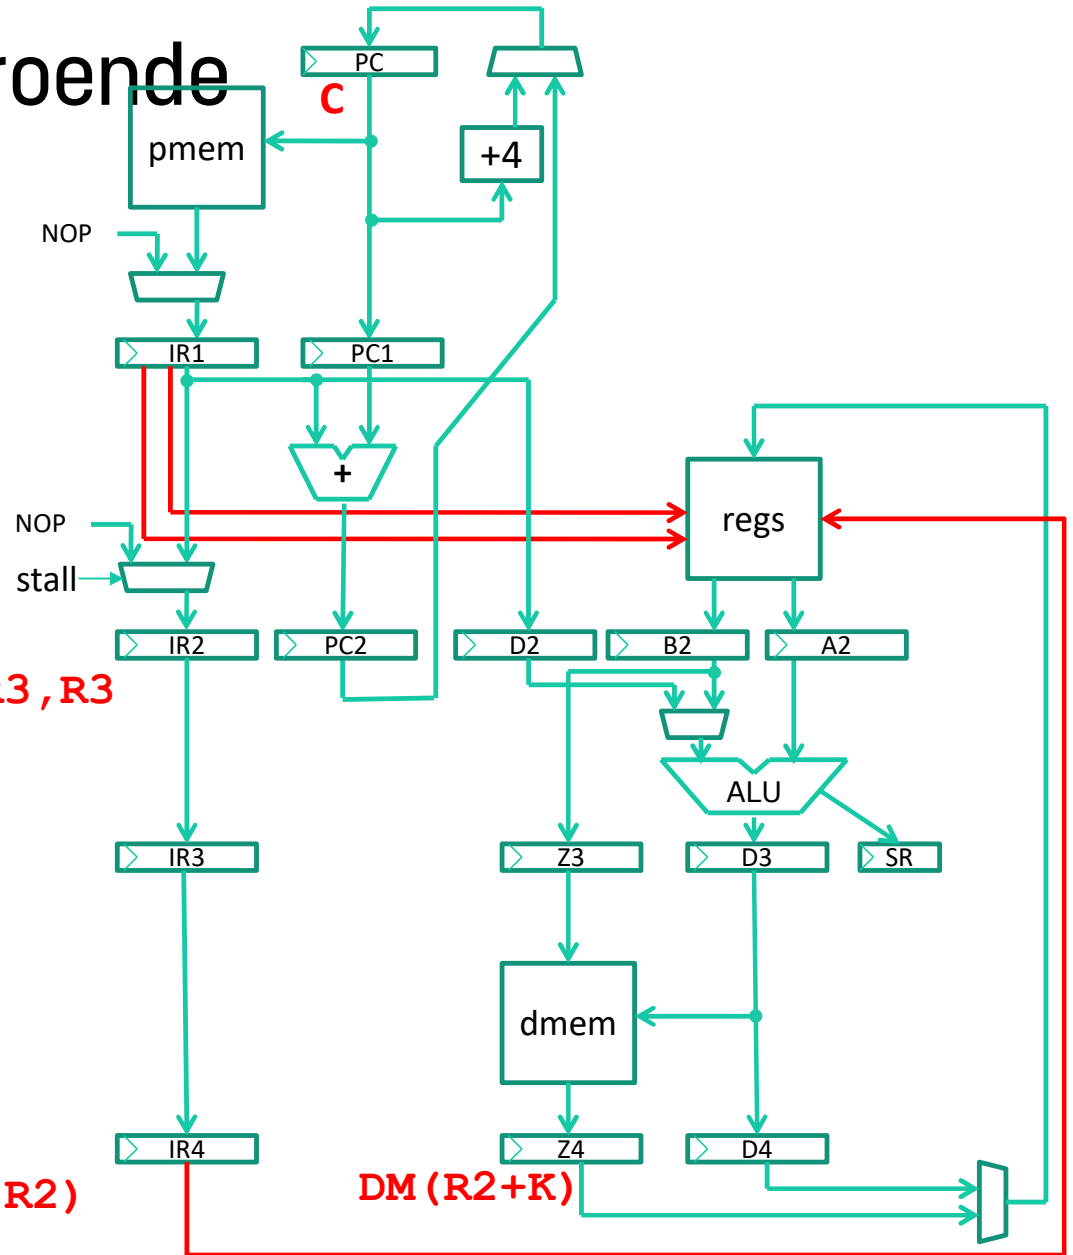 roende
PC
C
pmem
+4
NOP
IR1
PC1
+
regs
NOP
stall
IR2
PC2
D2
B2
A2
3,R3
ALU
IR3
Z3
D3
SR
dmem
IR4
Z4
D4
R2)
DM(R2+K)